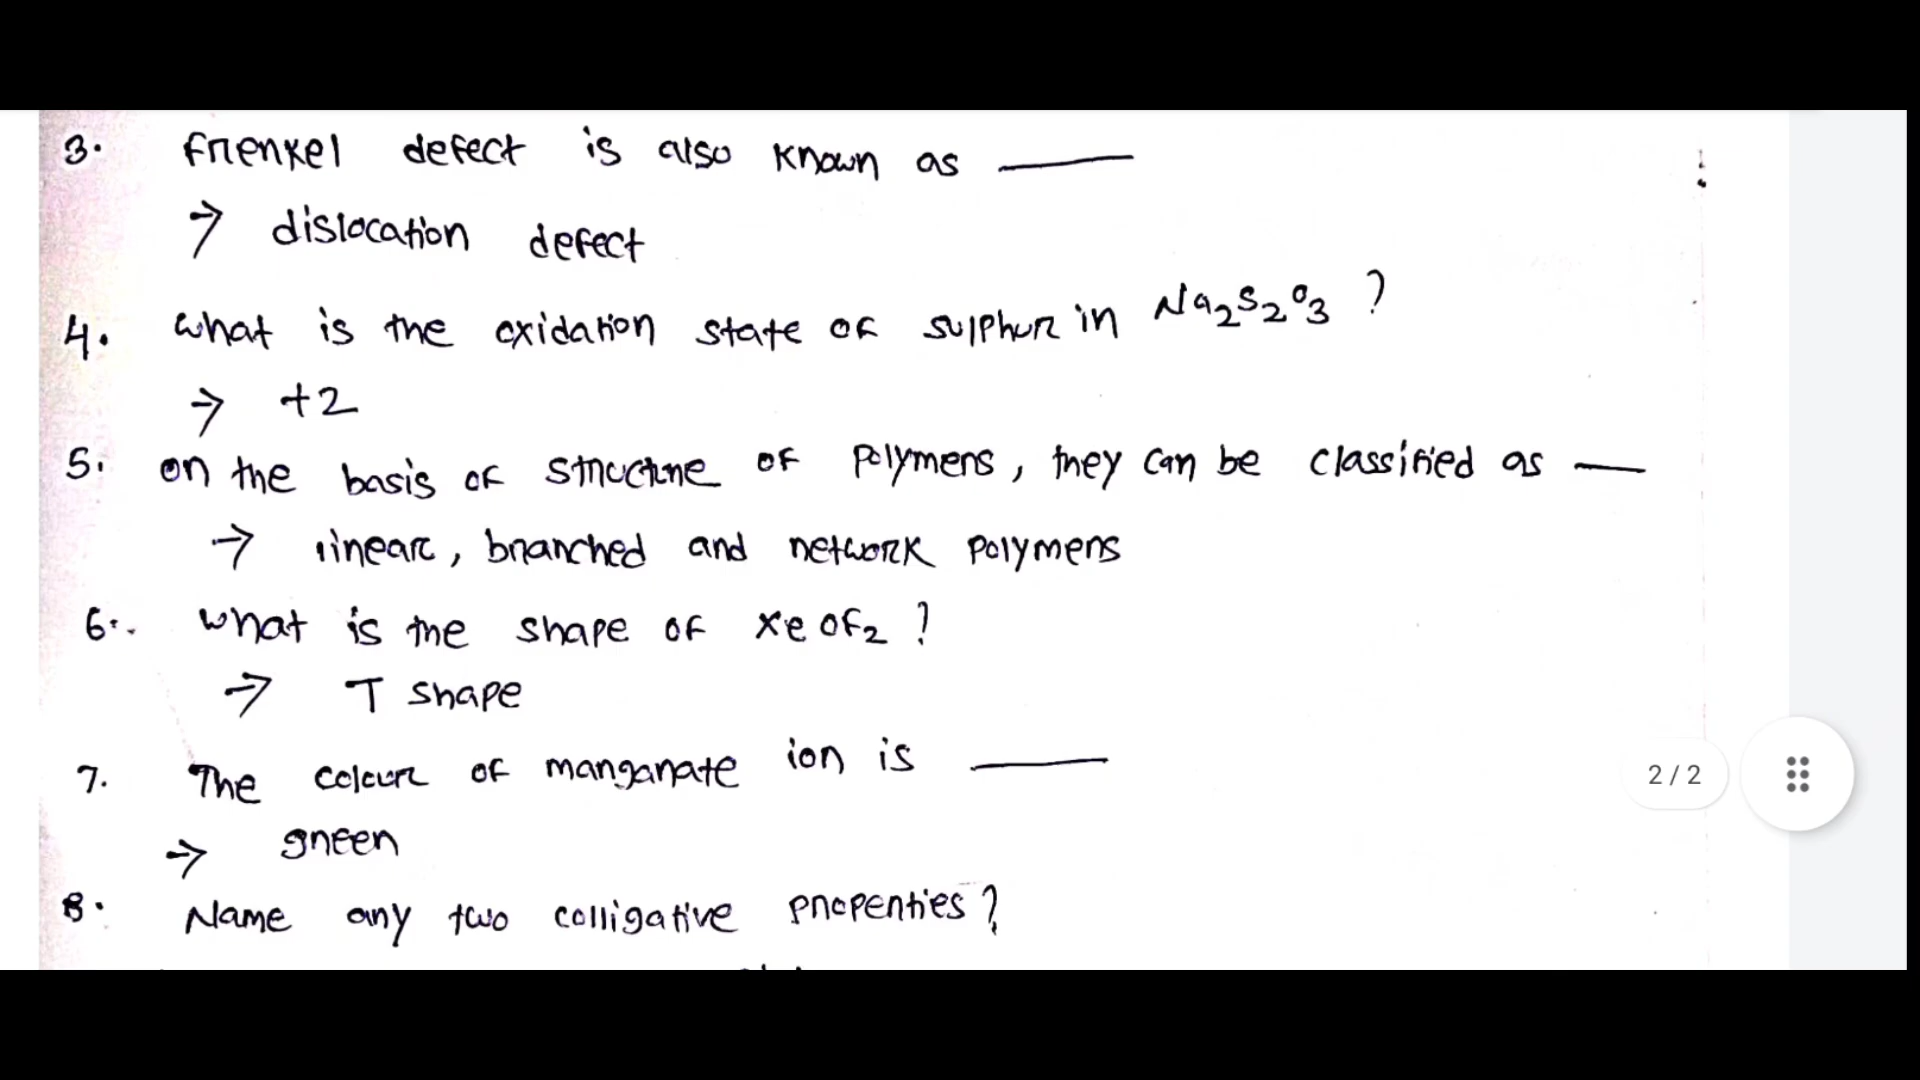 3. Frenkel defect is also known as ___
→ dislocation defect
4. What is the oxidation state of sulphur in Na2S2O3 ?
→ +2
5. on the basis of structure of polymers, they can be classified as ___
→ linear, branched and network polymers
6. What is the shape of XeOF2 ?
→ T shape
7. The colour of manganate ion is ___
→ green
2 / 2
8. Name any two colligative properties ?